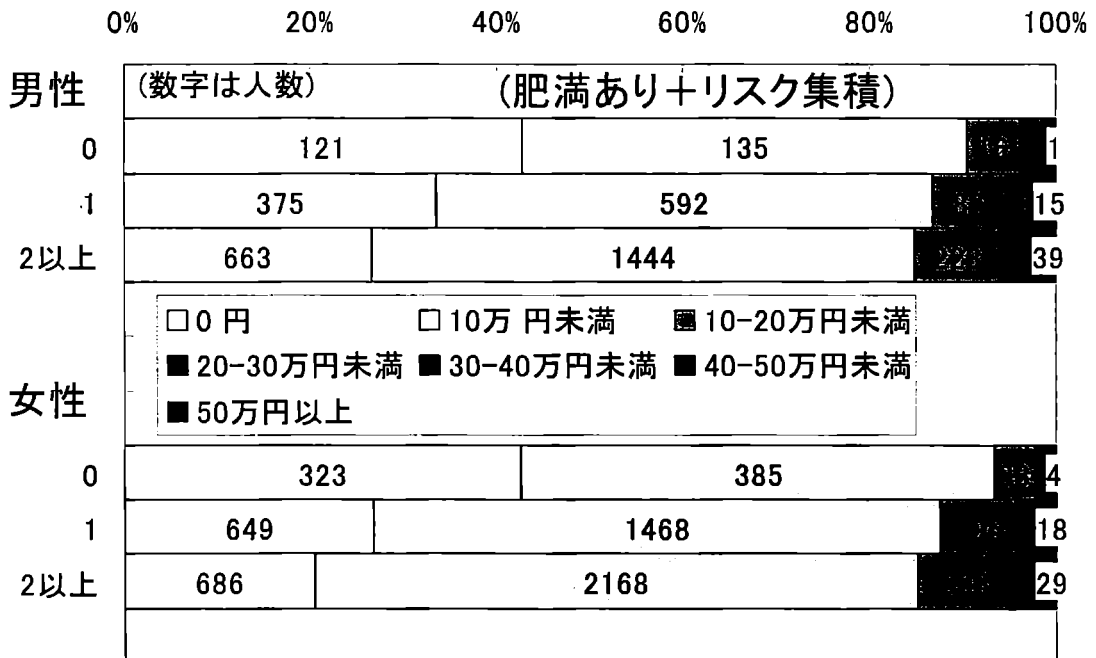 0% 20% 40% 60% 80% 100%
男性 (数字は人数) (肥満あり+リスク集積)
0 121 135 1
1 375 592 15
2以上 663 1444 39
□0 円 □10万 円未満 ■10-20万円未満
■20-30万円未満 ■30-40万円未満 ■40-50万円未満
■50万円以上
女性
0 323 385 4
1 649 1468 18
2以上 686 2168 29